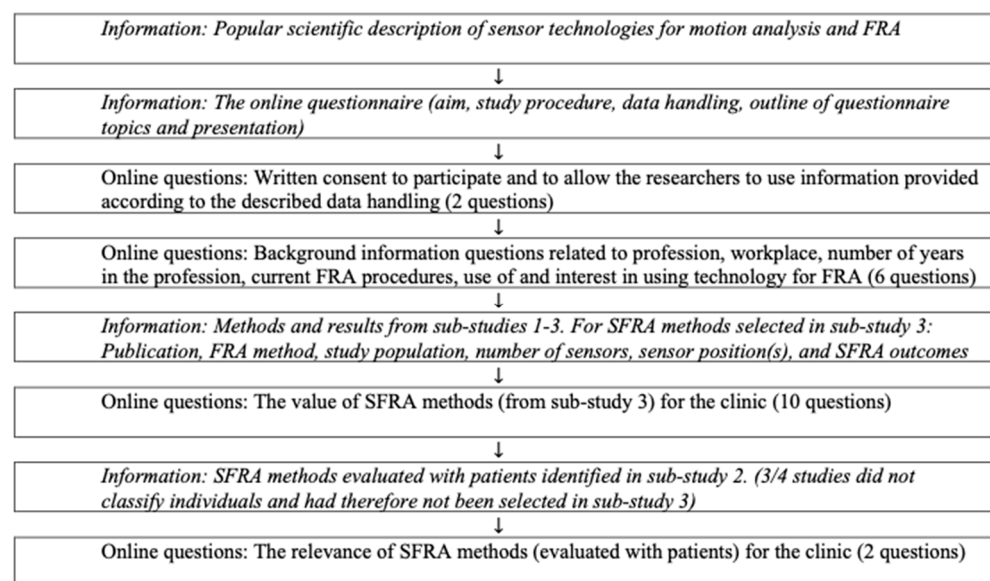 Information: Popular scientific description of sensor technologies for motion analysis and FRA
↓
Information: The online questionnaire (aim, study procedure, data handling, outline of questionnaire
topics and presentation)
↓
Online questions: Written consent to participate and to allow the researchers to use information provided
according to the described data handling (2 questions)
↓
Online questions: Background information questions related to profession, workplace, number of years
in the profession, current FRA procedures, use of and interest in using technology for FRA (6 questions)
↓
Information: Methods and results from sub-studies 1-3. For SFRA methods selected in sub-study 3:
Publication, FRA method, study population, number of sensors, sensor position(s), and SFRA outcomes
↓
Online questions: The value of SFRA methods (from sub-study 3) for the clinic (10 questions)
↓
Information: SFRA methods evaluated with patients identified in sub-study 2. (3/4 studies did not
classify individuals and had therefore not been selected in sub-study 3)
↓
Online questions: The relevance of SFRA methods (evaluated with patients) for the clinic (2 questions)